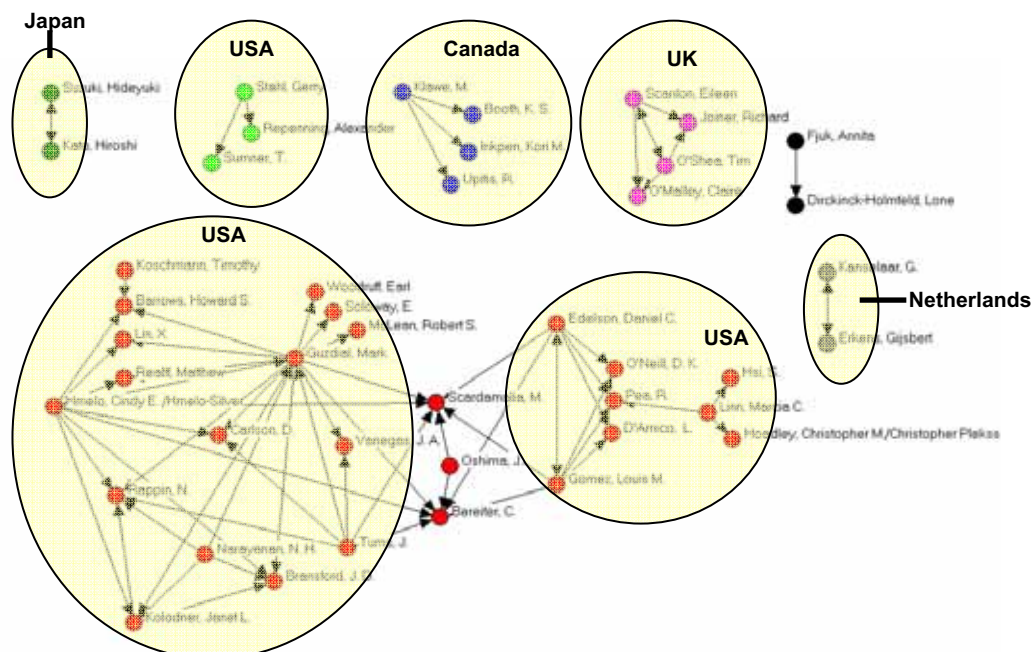 Japan
USA
Canada
UK
Suzuki, Hideyuki
Kato, Hiroshi
Stahl, Gerry
Repenning, Alexander
Sumner, T.
Klawe, M.
Booth, K. S.
Inkpen, Kori M.
Upitis, R.
Scanlon, Eileen
Joiner, Richard
O'Shea, Tim
O'Malley, Claire
Fjuk, Annita
Dirckinck-Holmfeld, Lone
USA
Koschmann, Timothy
Barrows, Howard S.
Lin, X.
Realff, Matthew
Hmelo, Cindy E. /Hmelo-Silver
Woodruff, Earl
Soloway, E.
McLean, Robert S.
Guzdial, Mark
Carlson, D.
Vanegas, J. A.
Rappin, N.
Narayanan, N. H.
Turns, J.
Bransford, J. D.
Kolodner, Janet L.
Scardamalia, M.
Oshima, J.
Bereiter, C.
USA
Edelson, Daniel C.
O'Neill, D. K.
Pea, R.
D'Amico, L.
Gomez, Louis M.
Hsi, S.
Linn, Marcia C.
Hoadley, Christopher M./Christopher
Kanselaar, G.
Netherlands
Erkens, Gijsbert